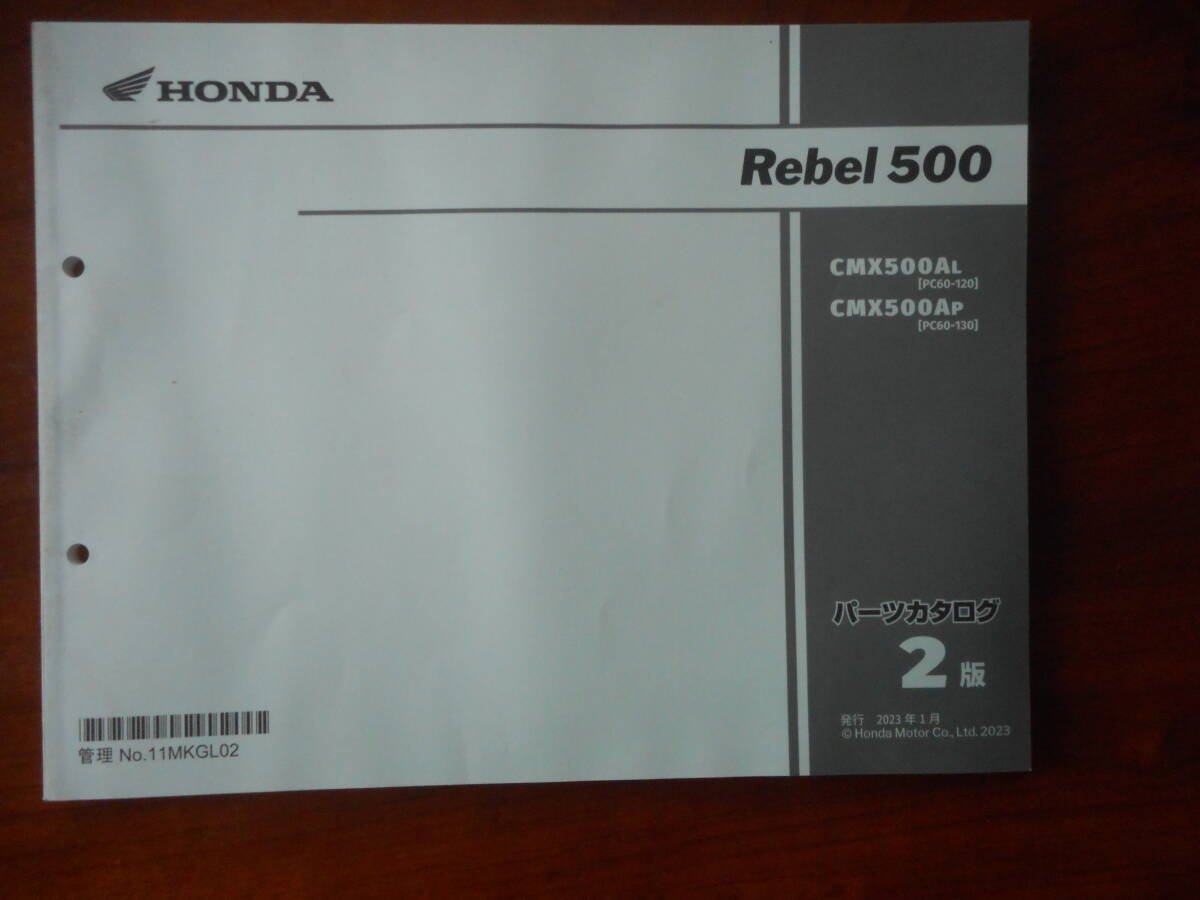 HONDA
Rebel 500
CMX500AL
[PC60-120]
CMX500AP
[PC60-130]
パーツカタログ
2 版
発行 2023年1月
© Honda Motor Co., Ltd. 2023
管理 No.11MKGL02